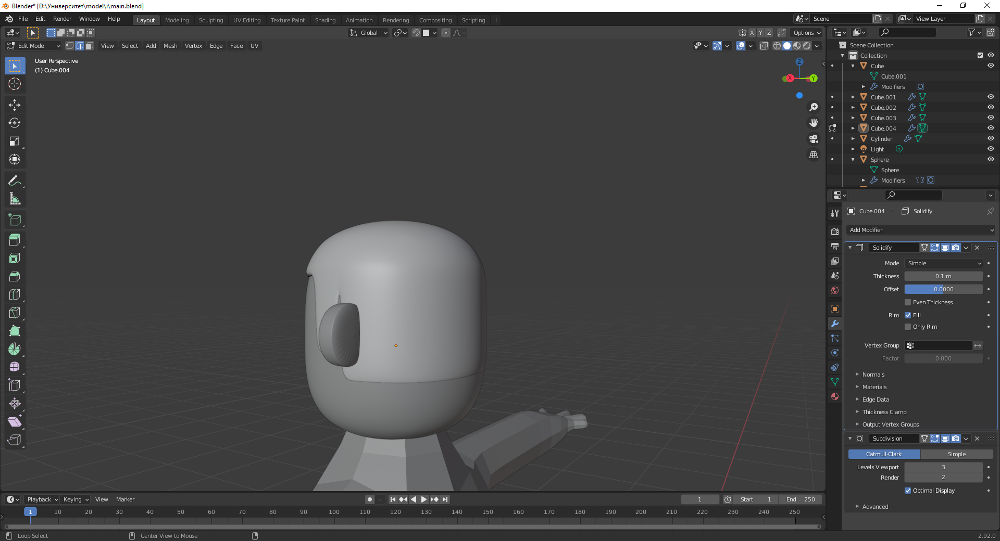 Blender* [D:\Университет\model\i\main.blend]
File Edit Render Window Help
Layout Modeling Sculpting UV Editing Texture Paint Shading Animation Rendering Compositing Scripting +
Scene
View Layer
Global
X Y Z
Options
Edit Mode
View Select Add Mesh Vertex Edge Face UV
User Perspective
(1) Cube.004
Z
X
Y
Scene Collection
Collection
Cube
Cube.001
Modifiers
Cube.001
Cube.002
Cube.003
Cube.004
Cylinder
Light
Sphere
Sphere
Modifiers
Cube.004
Solidify
Add Modifier
Solidify
Mode Simple
Thickness 0.1 m
Offset 0.0000
Even Thickness
Rim Fill
Only Rim
Vertex Group
Factor 0.000
Normals
Materials
Edge Data
Thickness Clamp
Output Vertex Groups
Subdivision
Catmull-Clark Simple
Levels Viewport 3
Render 2
Optimal Display
Advanced
Playback Keying View Marker
1
Start 1
End 250
1 10 20 30 40 50 60 70 80 90 100 110 120 130 140 150 160 170 180 190 200 210 220 230 240 250
Loop Select
Center View to Mouse
2.92.0